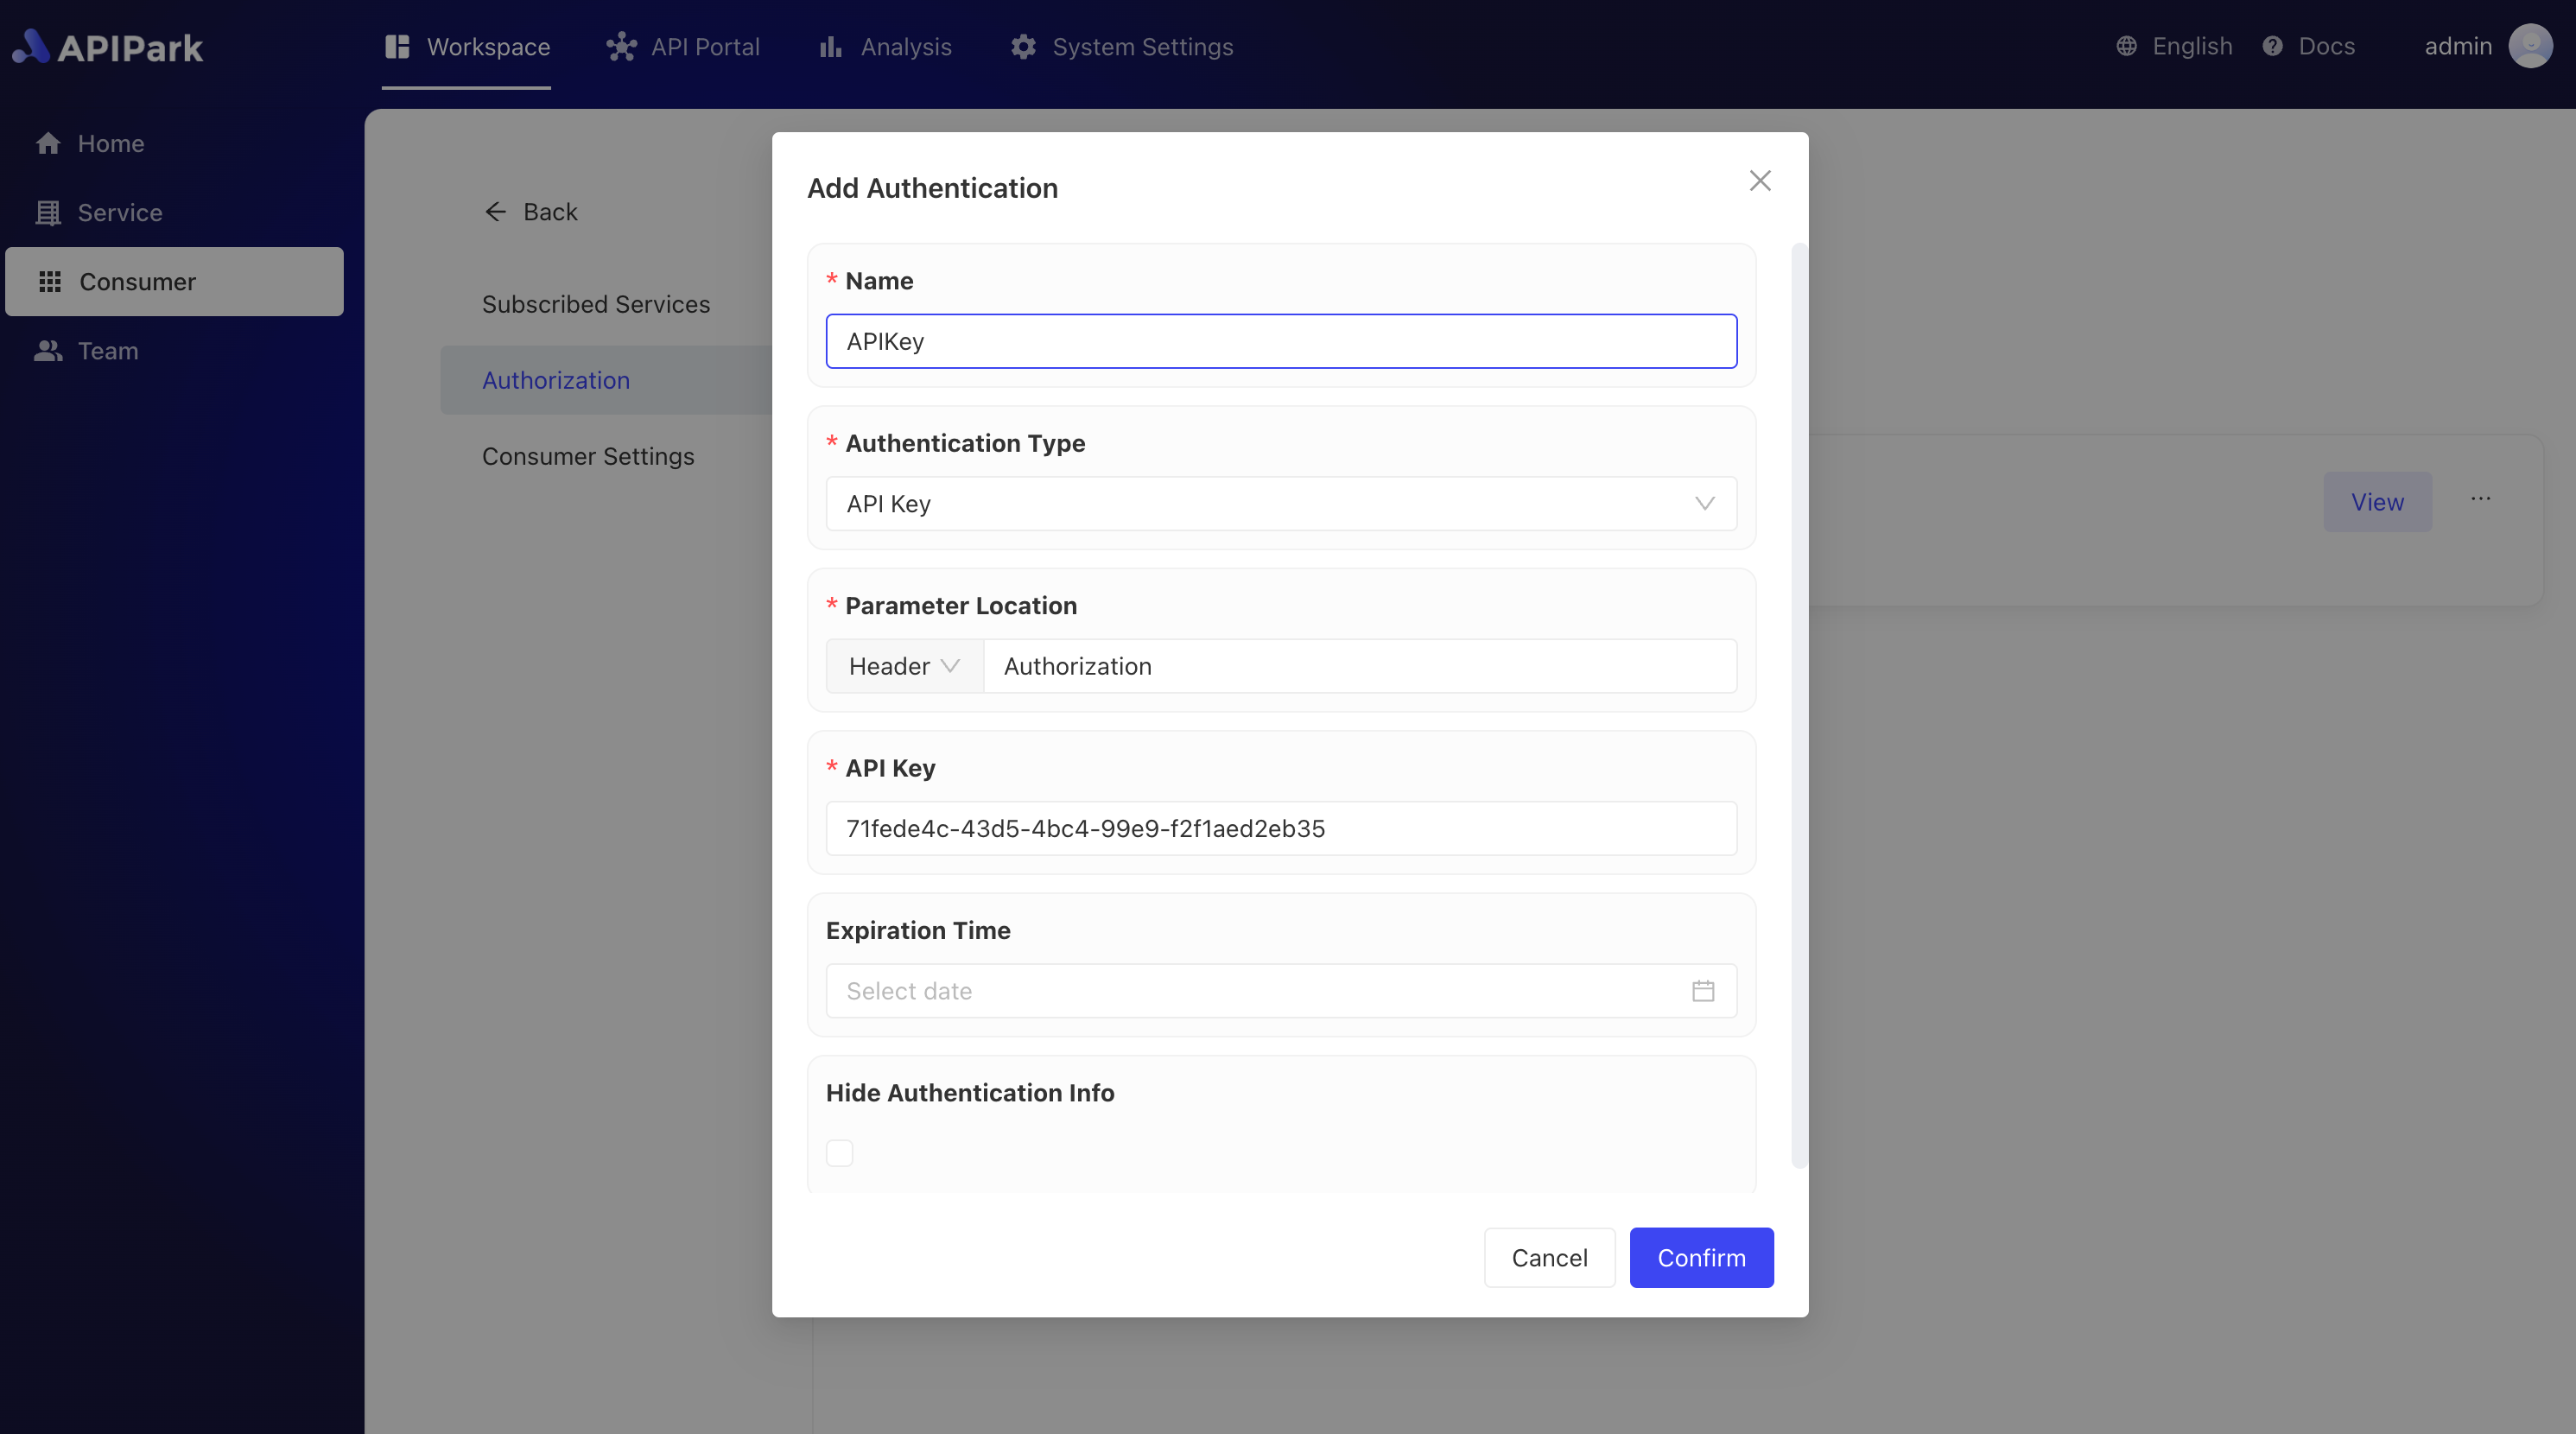 APIPark
Workspace
API Portal
Analysis
System Settings
English
Docs
admin
Home
Service
Consumer
Team
Back
Subscribed Services
Authorization
Consumer Settings
View
...
Add Authentication
* Name
APIKey
* Authentication Type
API Key
* Parameter Location
Header
Authorization
* API Key
71fede4c-43d5-4bc4-99e9-f2f1aed2eb35
Expiration Time
Select date
Hide Authentication Info
Cancel
Confirm